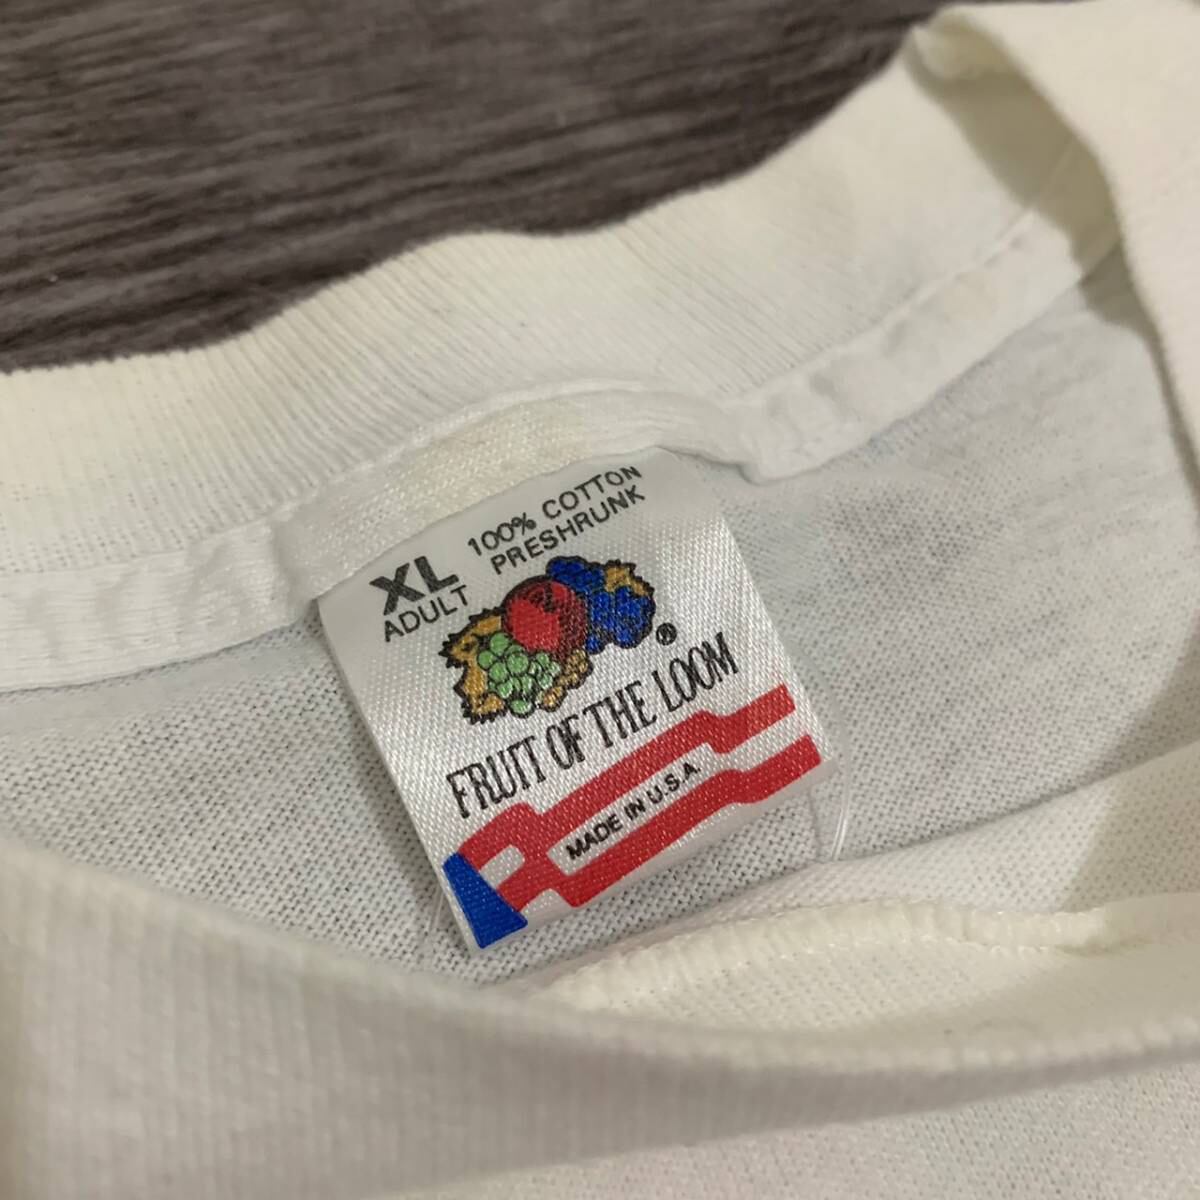 XL
ADULT
100% COTTON
PRESHRUNK
®
FRUIT OF THE LOOM
MADE IN U.S.A.